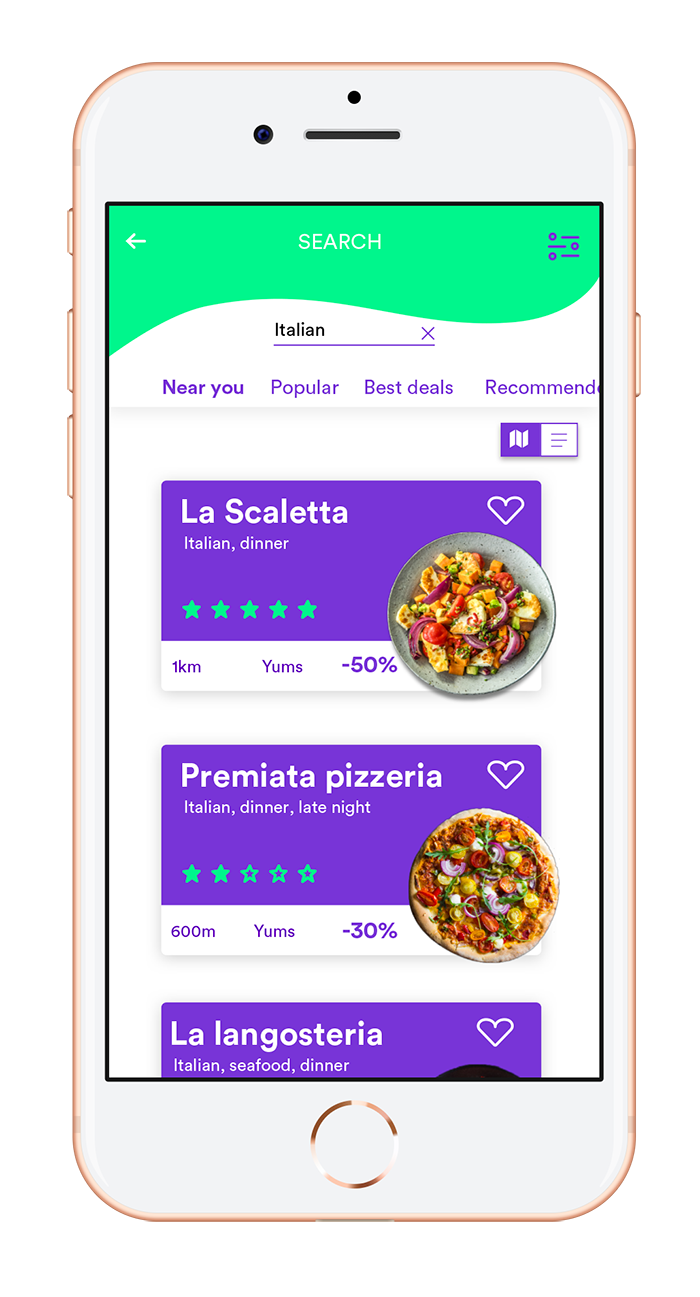 SEARCH
Italian
Near you Popular Best deals Recommende
La Scaletta
Italian, dinner
1km Yums -50%
Premiata pizzeria
Italian, dinner, late night
600m Yums -30%
La langosteria
Italian, seafood, dinner